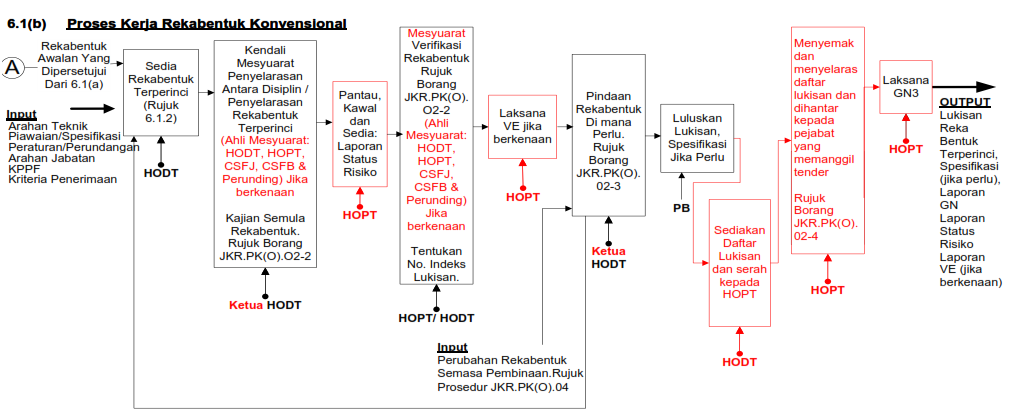 6.1(b) Proses Kerja Rekabentuk Konvensional
A
Rekabentuk
Awalan Yang
Dipersetujui
Dari 6.1(a)
Input
Arahan Teknik
Piawaian/Spesifikasi
Peraturan/Perundangan
Arahan Jabatan
KPPF
Kriteria Penerimaan
Sedia
Rekabentuk
Terperinci
(Rujuk
6.1.2)
HODT
Kendali
Mesyuarat
Penyelarasan
Antara Disiplin /
Penyelarasan
Rekabentuk
Terperinci
(Ahli Mesyuarat:
HODT, HOPT,
CSFJ, CSFB &
Perunding) Jika
berkenaan
Kajian Semula
Rekabentuk.
Rujuk Borang
JKR.PK(O).O2-2
Ketua HODT
Pantau,
Kawal
dan
Sedia:
Laporan
Status
Risiko
HOPT
Mesyuarat
Verifikasi
Rekabentuk
Rujuk
Borang
JKR.PK(O).
O2-2
(Ahli
Mesyuarat:
HODT,
HOPT,
CSFJ,
CSFB &
Perunding)
Jika
berkenaan
Tentukan
No. Indeks
Lukisan.
HOPT/ HODT
Laksana
VE jika
berkenaan
HOPT
Input
Perubahan Rekabentuk
Semasa Pembinaan.Rujuk
Prosedur JKR.PK(O).04
Pindaan
Rekabentuk
Di mana
Perlu.
Rujuk
Borang
JKR.PK(O).
02-3
Ketua
HODT
Luluskan
Lukisan,
Spesifikasi
Jika Perlu
PB
Sediakan
Daftar
Lukisan
dan serah
kepada
HOPT
HODT
Menyemak
dan
menyelaras
daftar
lukisan dan
dihantar
kepada
pejabat
yang
memanggil
tender
Rujuk
Borang
JKR.PK(O).
02-4
HOPT
Laksana
GN3
HOPT
OUTPUT
Lukisan
Reka
Bentuk
Terperinci,
Spesifikasi
(jika perlu),
Laporan
GN
Laporan
Status
Risiko
Laporan
VE (jika
berkenaan)